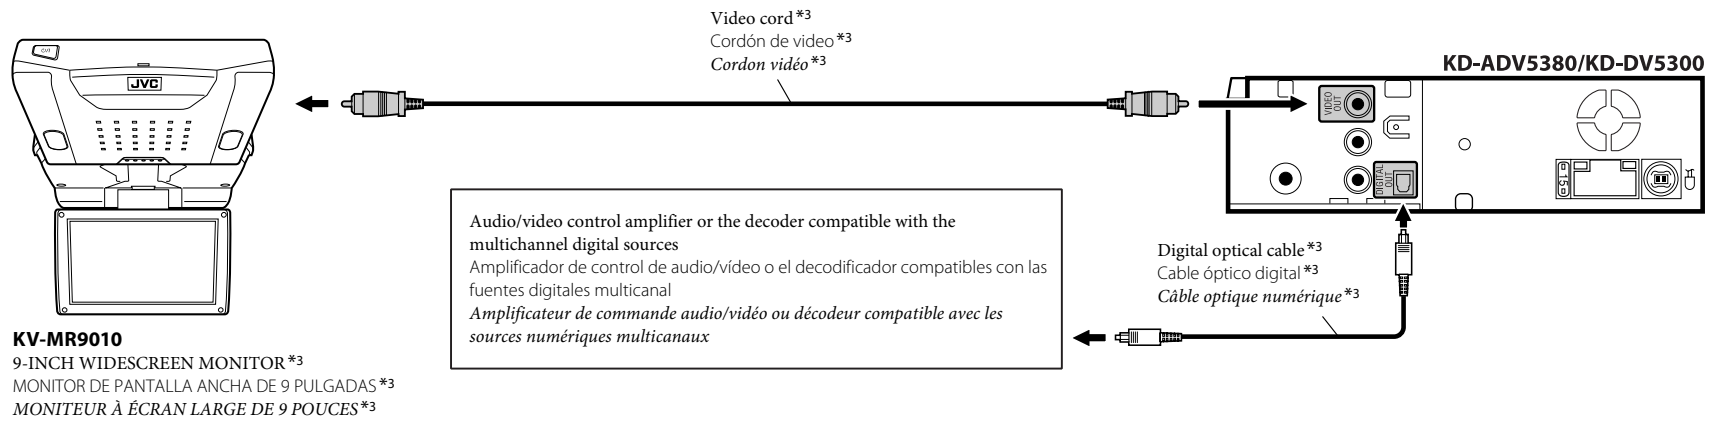 Video cord*3
Cordón de video*3
Cordon vidéo*3
KD-ADV5380/KD-DV5300
JVC
VIDEO
OUT
DIGITAL
OUT
15
Audio/video control amplifier or the decoder compatible with the
multichannel digital sources
Amplificador de control de audio/vídeo o el decodificador compatibles con las
fuentes digitales multicanal
Amplificateur de commande audio/vidéo ou décodeur compatible avec les
sources numériques multicanaux
Digital optical cable*3
Cable óptico digital*3
Câble optique numérique*3
KV-MR9010
9-INCH WIDESCREEN MONITOR*3
MONITOR DE PANTALLA ANCHA DE 9 PULGADAS*3
MONITEUR À ÉCRAN LARGE DE 9 POUCES*3